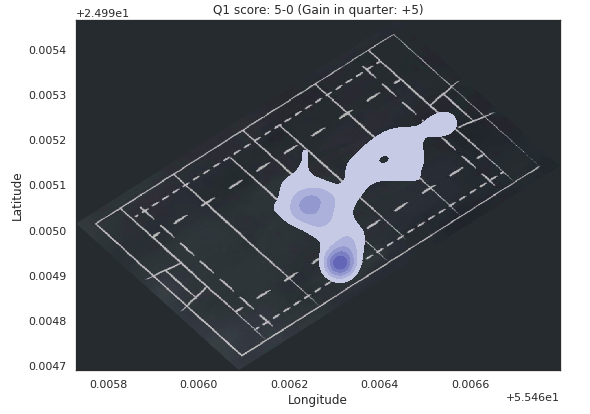 Q1 score: 5-0 (Gain in quarter: +5)
+2.499e1
0.0054
0.0053
0.0052
0.0051
0.0050
0.0049
0.0048
0.0047
Latitude
0.0058 0.0060 0.0062 0.0064 0.0066
Longitude
+5.546e1